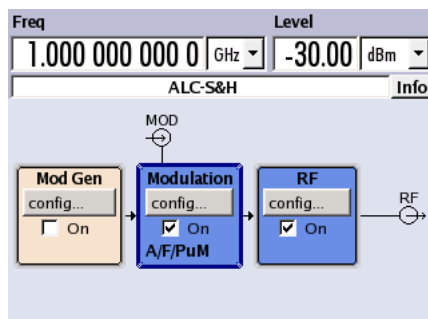 Freq Level
1.000 000 000 0 GHz -30.00 dBm
ALC-S&H Info
MOD
Mod Gen Modulation RF
config... config... config... RF
On On On
A/F/PuM